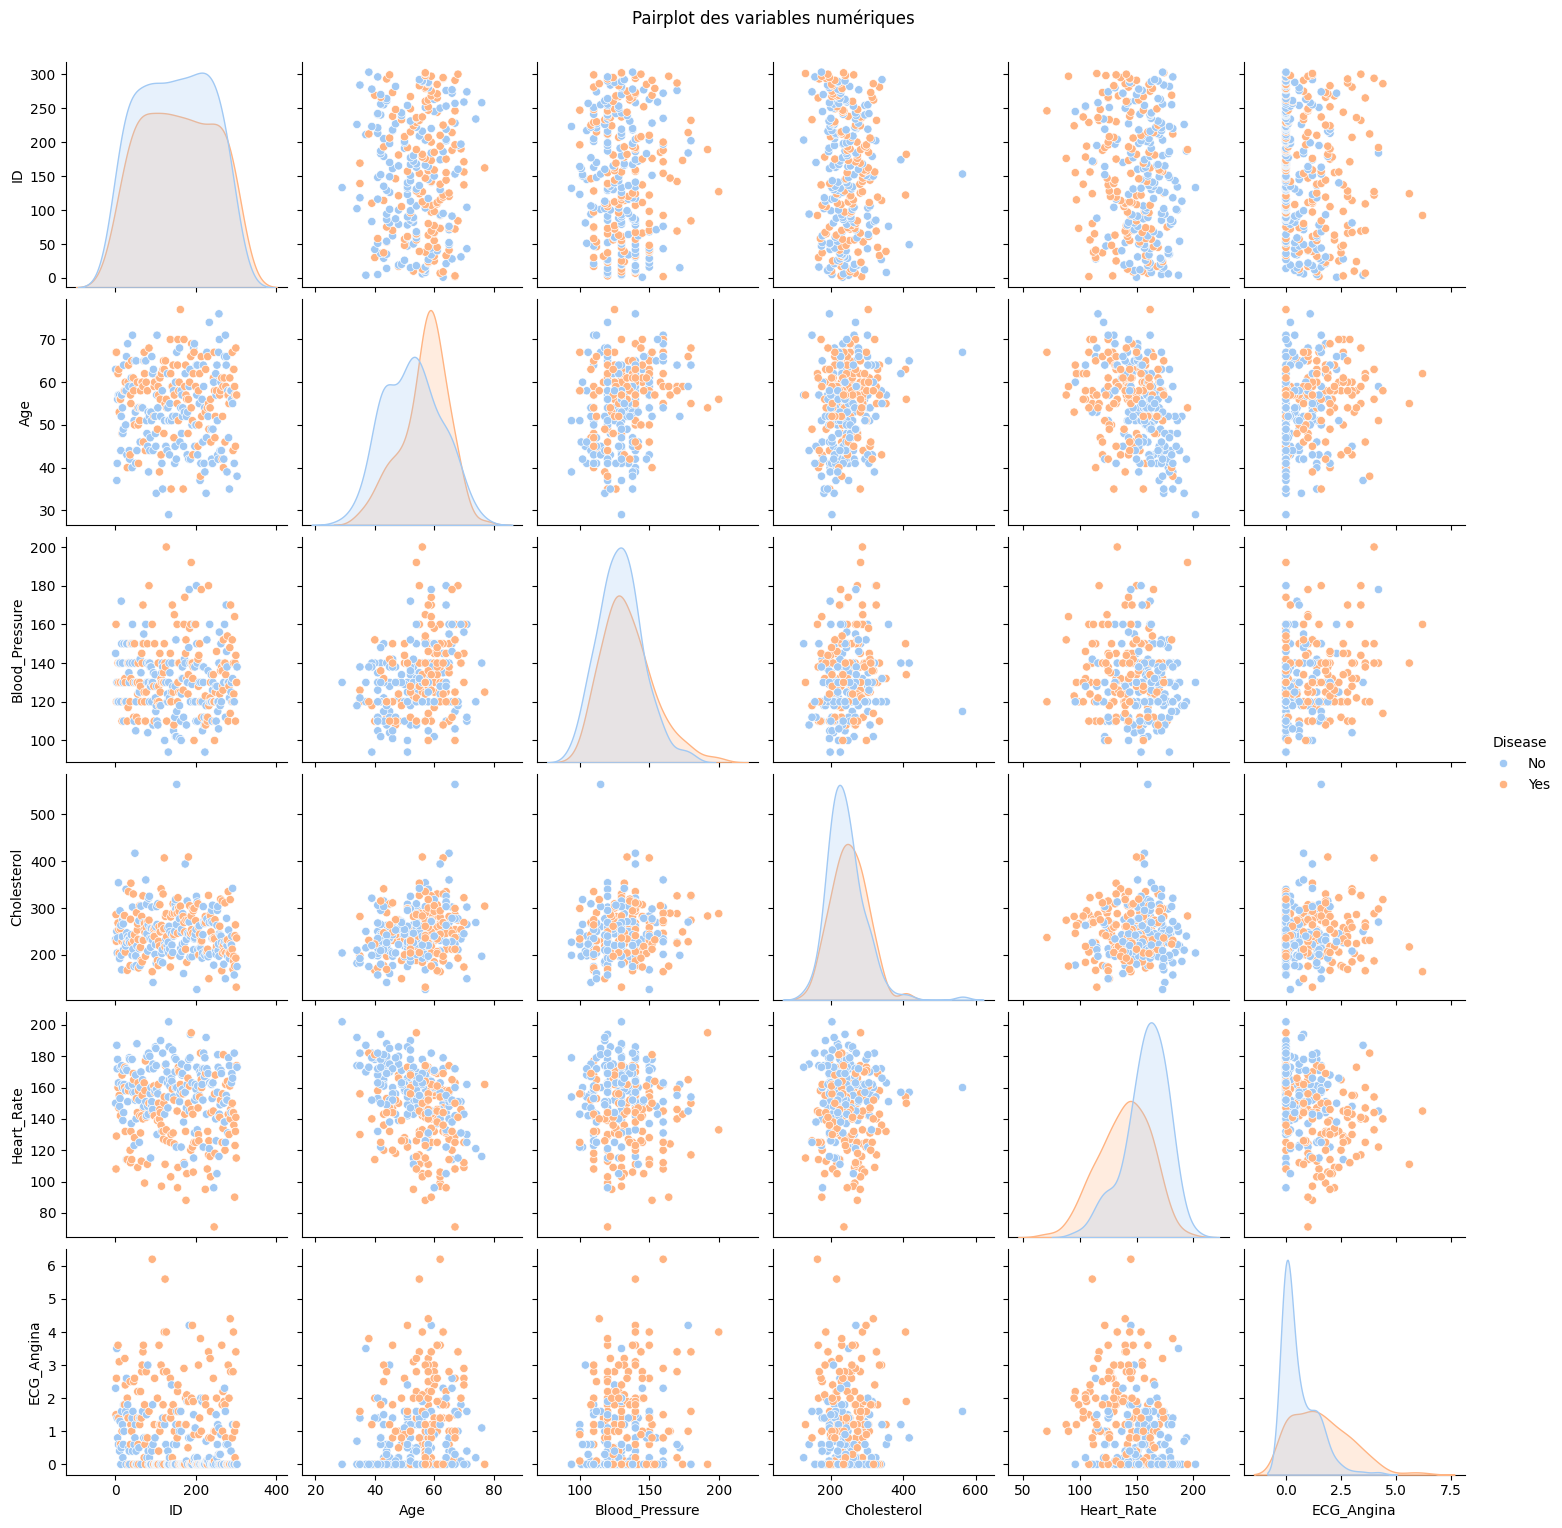 Pairplot des variables numériques
300
250
200
150
100
50
0
ID
70
60
50
40
30
Age
200
180
160
140
120
100
Blood_Pressure
500
400
300
200
Cholesterol
200
180
160
140
120
100
80
Heart_Rate
6
5
4
3
2
1
0
ECG_Angina
0 200 400
20 40 60 80
100 150 200
200 400 600
50 100 150 200
0.0 2.5 5.0 7.5
ID Age Blood_Pressure Cholesterol Heart_Rate ECG_Angina
Disease
No
Yes